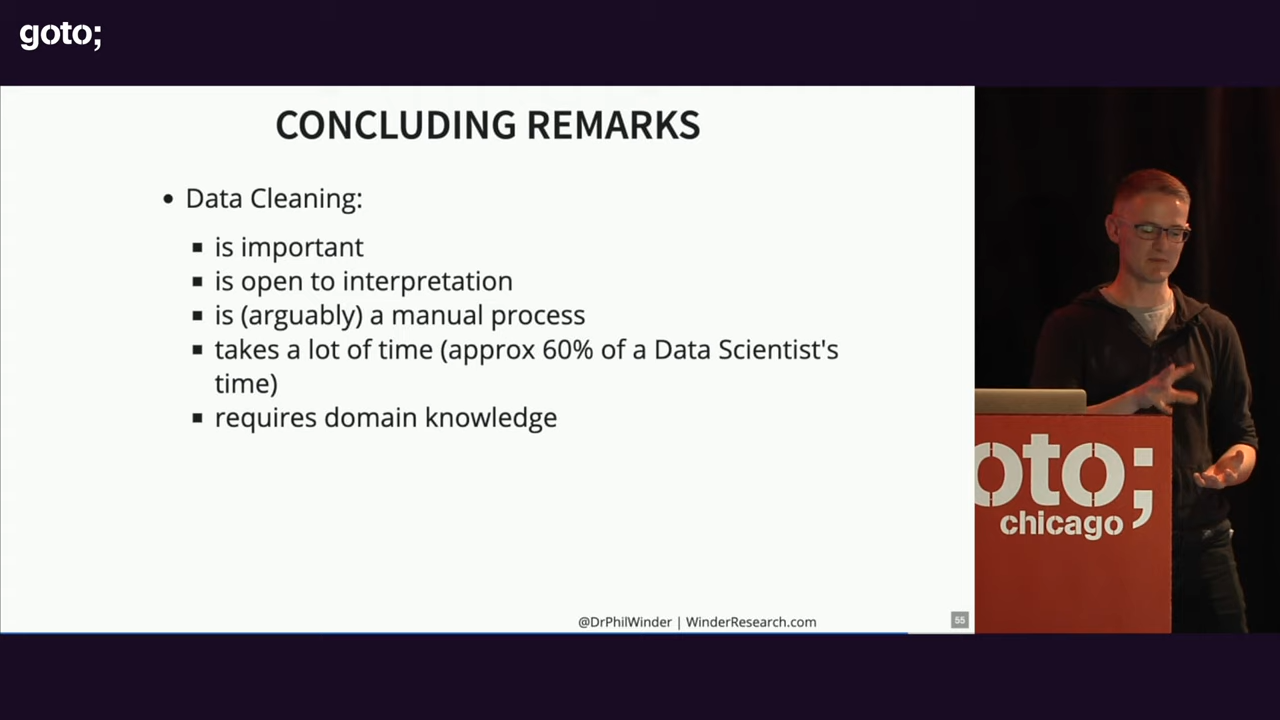 goto;
CONCLUDING REMARKS
• Data Cleaning:
▪ is important
▪ is open to interpretation
▪ is (arguably) a manual process
▪ takes a lot of time (approx 60% of a Data Scientist's
time)
▪ requires domain knowledge
@DrPhilWinder | WinderResearch.com
55
oto;
chicago